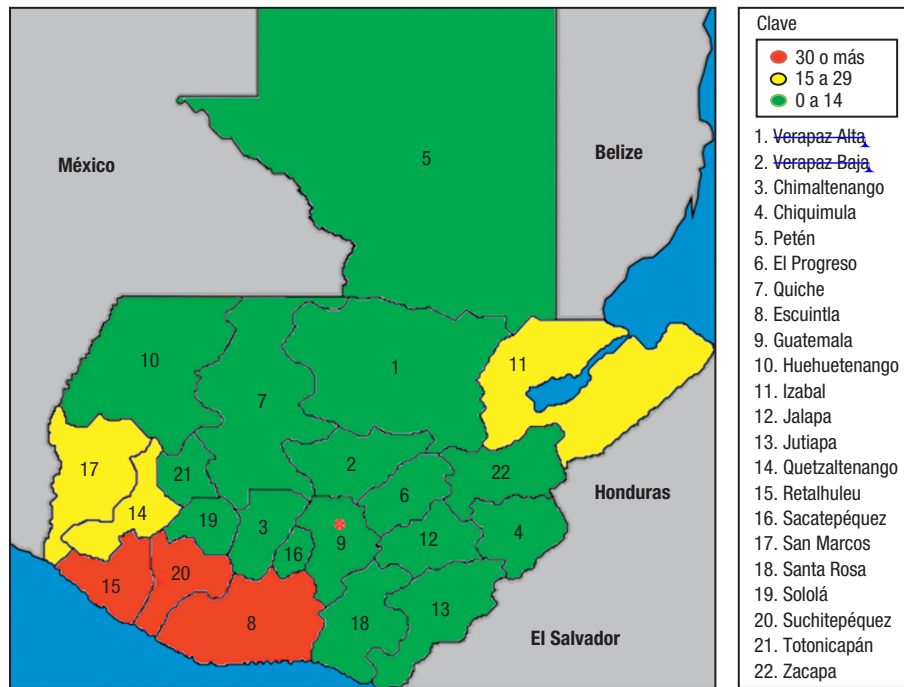 México
Belize
Honduras
El Salvador
5
10
7
1
11
17
14
21
2
22
6
19
3
16
9
12
4
15
20
8
18
13
Clave
30 o más
15 a 29
0 a 14
1. Verapaz Alta
2. Verapaz Baja
3. Chimaltenango
4. Chiquimula
5. Petén
6. El Progreso
7. Quiche
8. Escuintla
9. Guatemala
10. Huehuetenango
11. Izabal
12. Jalapa
13. Jutiapa
14. Quetzaltenango
15. Retalhuleu
16. Sacatepéquez
17. San Marcos
18. Santa Rosa
19. Sololá
20. Suchitepéquez
21. Totonicapán
22. Zacapa